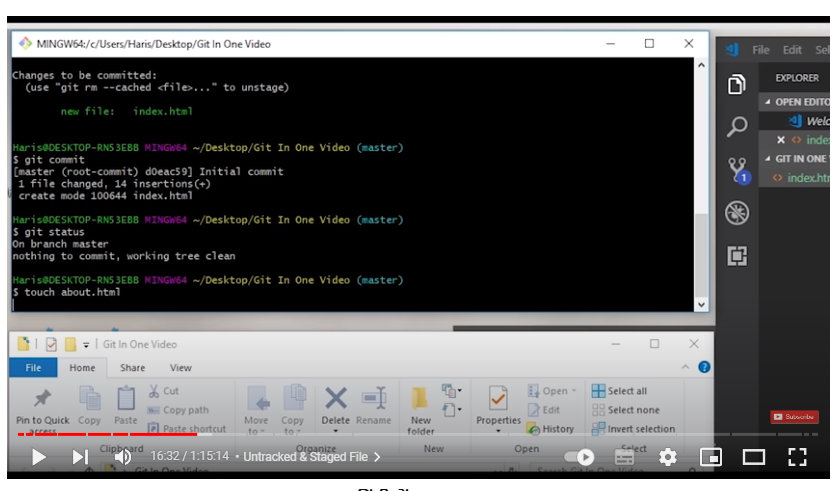 MINGW64:/c/Users/Haris/Desktop/Git In One Video
Changes to be committed:
(use "git rm --cached <file>..." to unstage)
new file:   index.html
Haris@DESKTOP-RN53EBB MINGW64 ~/Desktop/Git In One Video (master)
$ git commit
[master (root-commit) d0eac59] Initial commit
1 file changed, 14 insertions(+)
create mode 100644 index.html
Haris@DESKTOP-RN53EBB MINGW64 ~/Desktop/Git In One Video (master)
$ git status
On branch master
nothing to commit, working tree clean
Haris@DESKTOP-RN53EBB MINGW64 ~/Desktop/Git In One Video (master)
$ touch about.html
File Edit Sel
EXPLORER
OPEN EDITO
Welc
inde
GIT IN ONE
1
index.htm
Git In One Video
File Home Share View
Pin to Quick access
Copy
Paste
Cut
Copy path
Paste shortcut
Clipboard
Move to
Copy to
Delete
Rename
Organize
New folder
New
Properties
Open
Edit
History
Open
Select all
Select none
Invert selection
Select
Subscribe
16:32 / 1:15:14 • Untracked & Staged File
Git In One Video
Search Git In One Video